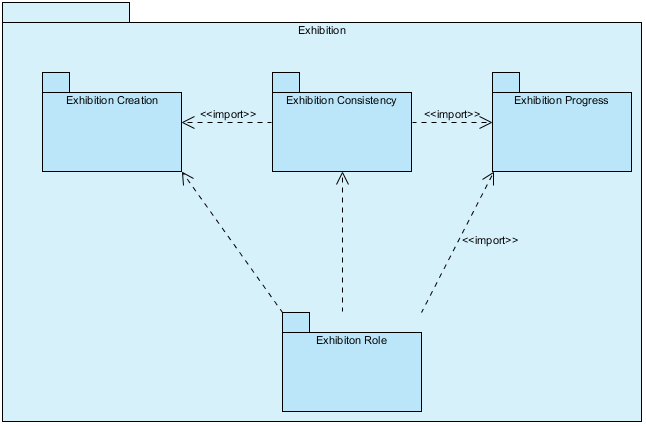 Exhibition
Exhibition Creation
<<import>>
Exhibition Consistency
<<import>>
Exhibition Progress
<<import>>
Exhibiton Role